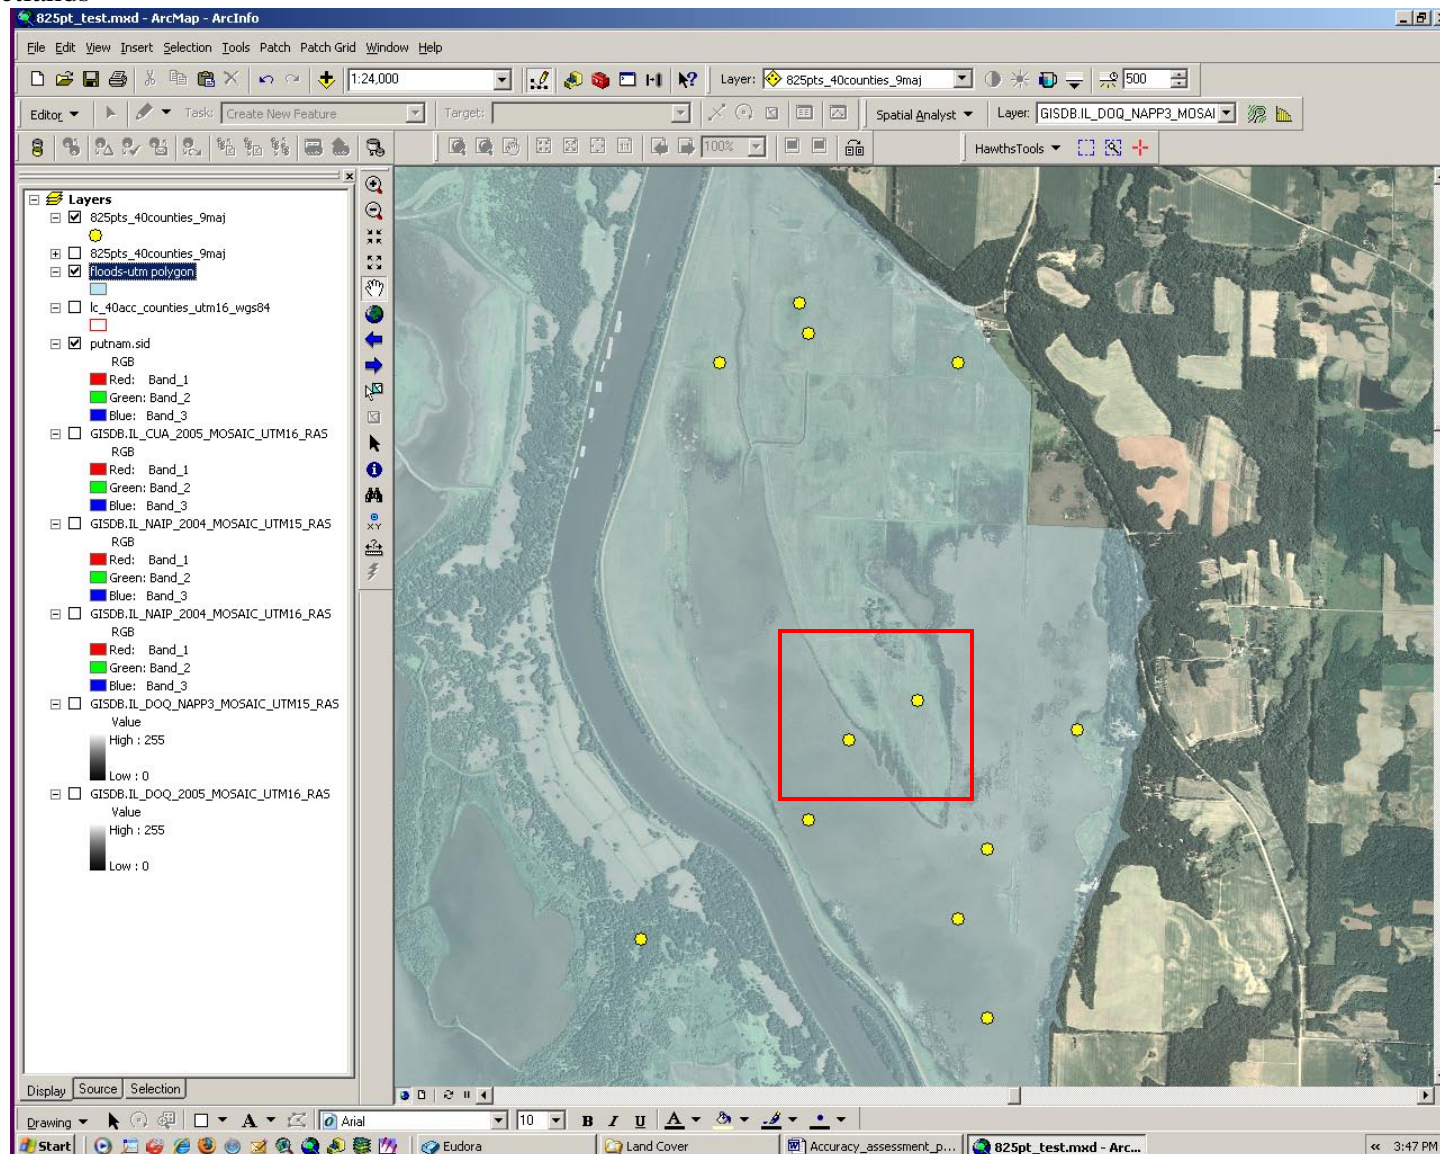 825pt_test.mxd - ArcMap - ArcInfo
File Edit View Insert Selection Tools Patch Patch Grid Window Help
1:24,000 Layer: 825pts_40counties_9maj 500
Editor Task: Create New Feature Target: Spatial Analyst Layer: GISDB.IL_DOQ_NAPP3_MOSAI
100% HawthsTools
Layers
825pts_40counties_9maj
825pts_40counties_9maj
floods-utm polygon
lc_40acc_counties_utm16_wgs84
putnam.sid
RGB
Red: Band_1
Green: Band_2
Blue: Band_3
GISDB.IL_CUA_2005_MOSAIC_UTM16_RAS
RGB
Red: Band_1
Green: Band_2
Blue: Band_3
GISDB.IL_NAIP_2004_MOSAIC_UTM15_RAS
RGB
Red: Band_1
Green: Band_2
Blue: Band_3
GISDB.IL_NAIP_2004_MOSAIC_UTM16_RAS
RGB
Red: Band_1
Green: Band_2
Blue: Band_3
GISDB.IL_DOQ_NAPP3_MOSAIC_UTM15_RAS
Value
High : 255
Low : 0
GISDB.IL_DOQ_2005_MOSAIC_UTM16_RAS
Value
High : 255
Low : 0
Display Source Selection
Drawing A Arial 10 B I U A
Start Eudora Land Cover Accuracy_assessment_p... 825pt_test.mxd - Arc... 3:47 PM